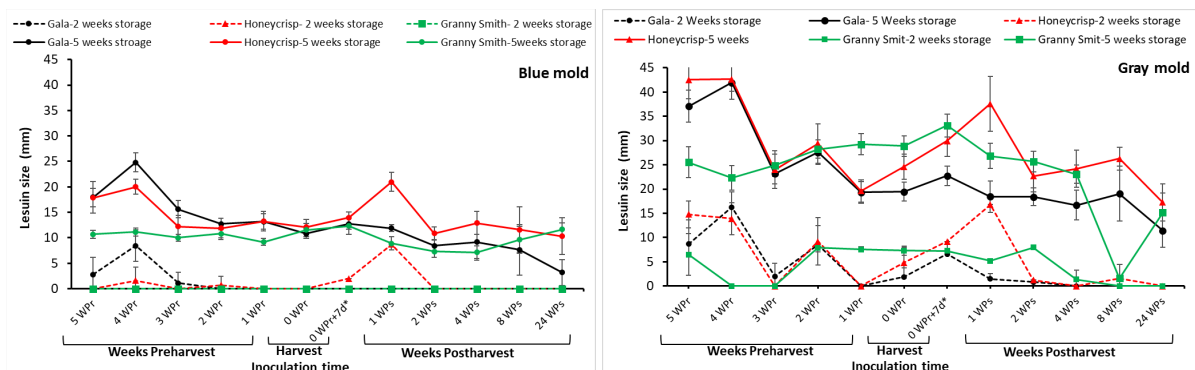 Gala-2 Weeks storage Honeycrisp- 2 weeks storage Granny Smith- 2 weeks storage
Gala-5 weeks stroage Honeycrisp-5 weeks storage Granny Smith-5weeks storage
Blue mold
Lesuin size (mm)
45
40
35
30
25
20
15
10
5
0
5 WPr 4 WPr 3 WPr 2 WPr 1 WPr 0 WPr 0 WPr+7d* 1 WPs 2 WPs 4 WPs 8 WPs 24 WPs
Weeks Preharvest Harvest Weeks Postharvest
Inoculation time
Gala-2 Weeks storage Gala-5 Weeks storage Honeycrisp-2 weeks storage
Honeycrisp-5 weeks Granny Smit-2 weeks storage Granny Smit-5 weeks storage
Gray mold
Lesuin size (mm)
45
40
35
30
25
20
15
10
5
0
5 WPr 4 WPr 3 WPr 2 WPr 1 WPr 0 WPr 0 WPr+7d* 1 WPs 2 WPs 4 WPs 8 WPs 24 WPs
Weeks Preharvest Harvest Weeks Postharvest
Inoculation time